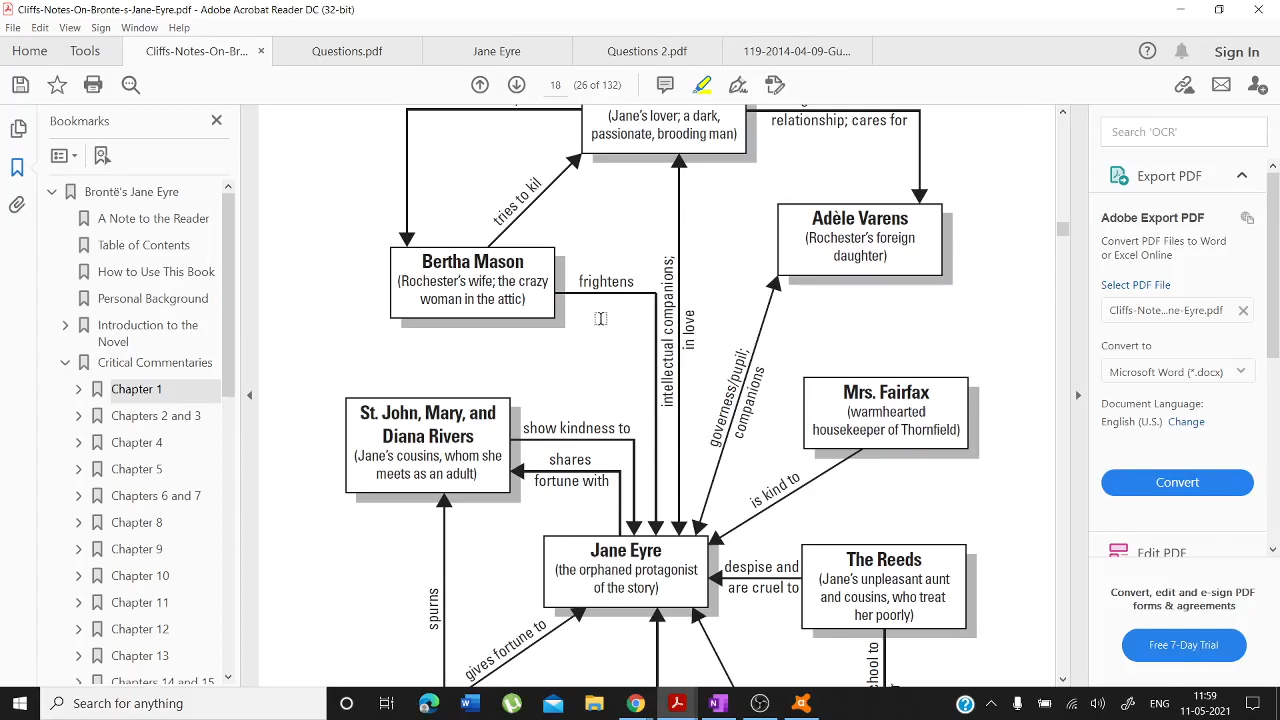 Cliffs-Notes-On-Bronte-s-Jane-Eyre.pdf - Adobe Acrobat Reader DC (32-bit)
File Edit View Sign Window Help
Home Tools Cliffs-Notes-On-Br... × Questions.pdf Jane Eyre Questions 2.pdf 119-2014-04-09-Gu... Sign In
18 (26 of 132)
Bookmarks
Brontë's Jane Eyre
A Note to the Reader
Table of Contents
How to Use This Book
Personal Background
Introduction to the
Novel
Critical Commentaries
Chapter 1
Chapters 2 and 3
Chapter 4
Chapter 5
Chapters 6 and 7
Chapter 8
Chapter 9
Chapter 10
Chapter 11
Chapter 12
Chapter 13
Chapters 14 and 15
(Jane's lover; a dark,
passionate, brooding man)
relationship; cares for
tries to kil
Adèle Varens
(Rochester's foreign
daughter)
Bertha Mason
(Rochester's wife; the crazy
woman in the attic)
frightens
intellectual companions;
in love
governess/pupil;
companions
Mrs. Fairfax
(warmhearted
housekeeper of Thornfield)
is kind to
St. John, Mary, and
Diana Rivers
(Jane's cousins, whom she
meets as an adult)
show kindness to
shares
fortune with
Jane Eyre
(the orphaned protagonist
of the story)
despise and
are cruel to
The Reeds
(Jane's unpleasant aunt
and cousins, who treat
her poorly)
spurns
gives fortune to
hool to
Search 'OCR'
Export PDF
Adobe Export PDF
Convert PDF Files to Word
or Excel Online
Select PDF File
Cliffs-Note...ne-Eyre.pdf
Convert to
Microsoft Word (*.docx)
Document Language:
English (U.S.) Change
Convert
Edit PDF
Convert, edit and e-sign PDF
forms & agreements
Free 7-Day Trial
Search for anything
ENG
11:59
11-05-2021